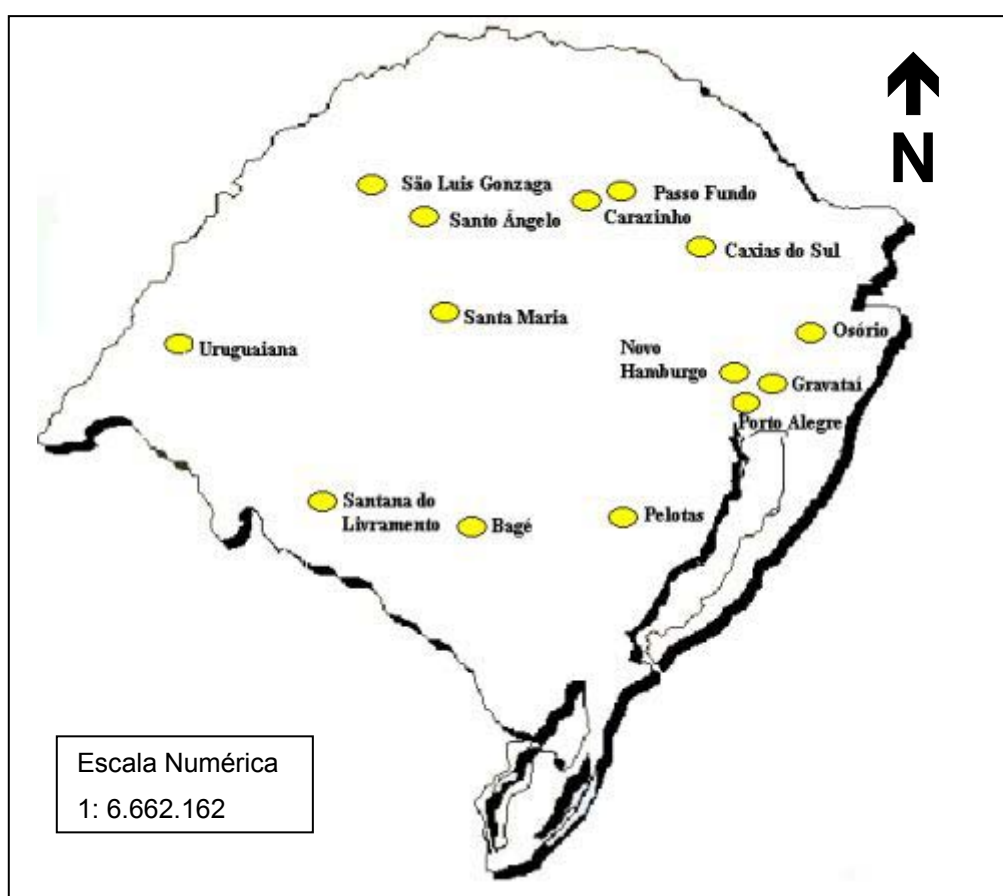 N
São Luis Gonzaga
Passo Fundo
Carazinho
Santo Ângelo
Caxias do Sul
Santa Maria
Osório
Uruguaiana
Novo
Hamburgo
Gravataí
Porto Alegre
Santana do
Livramento
Bagé
Pelotas
Escala Numérica
1: 6.662.162